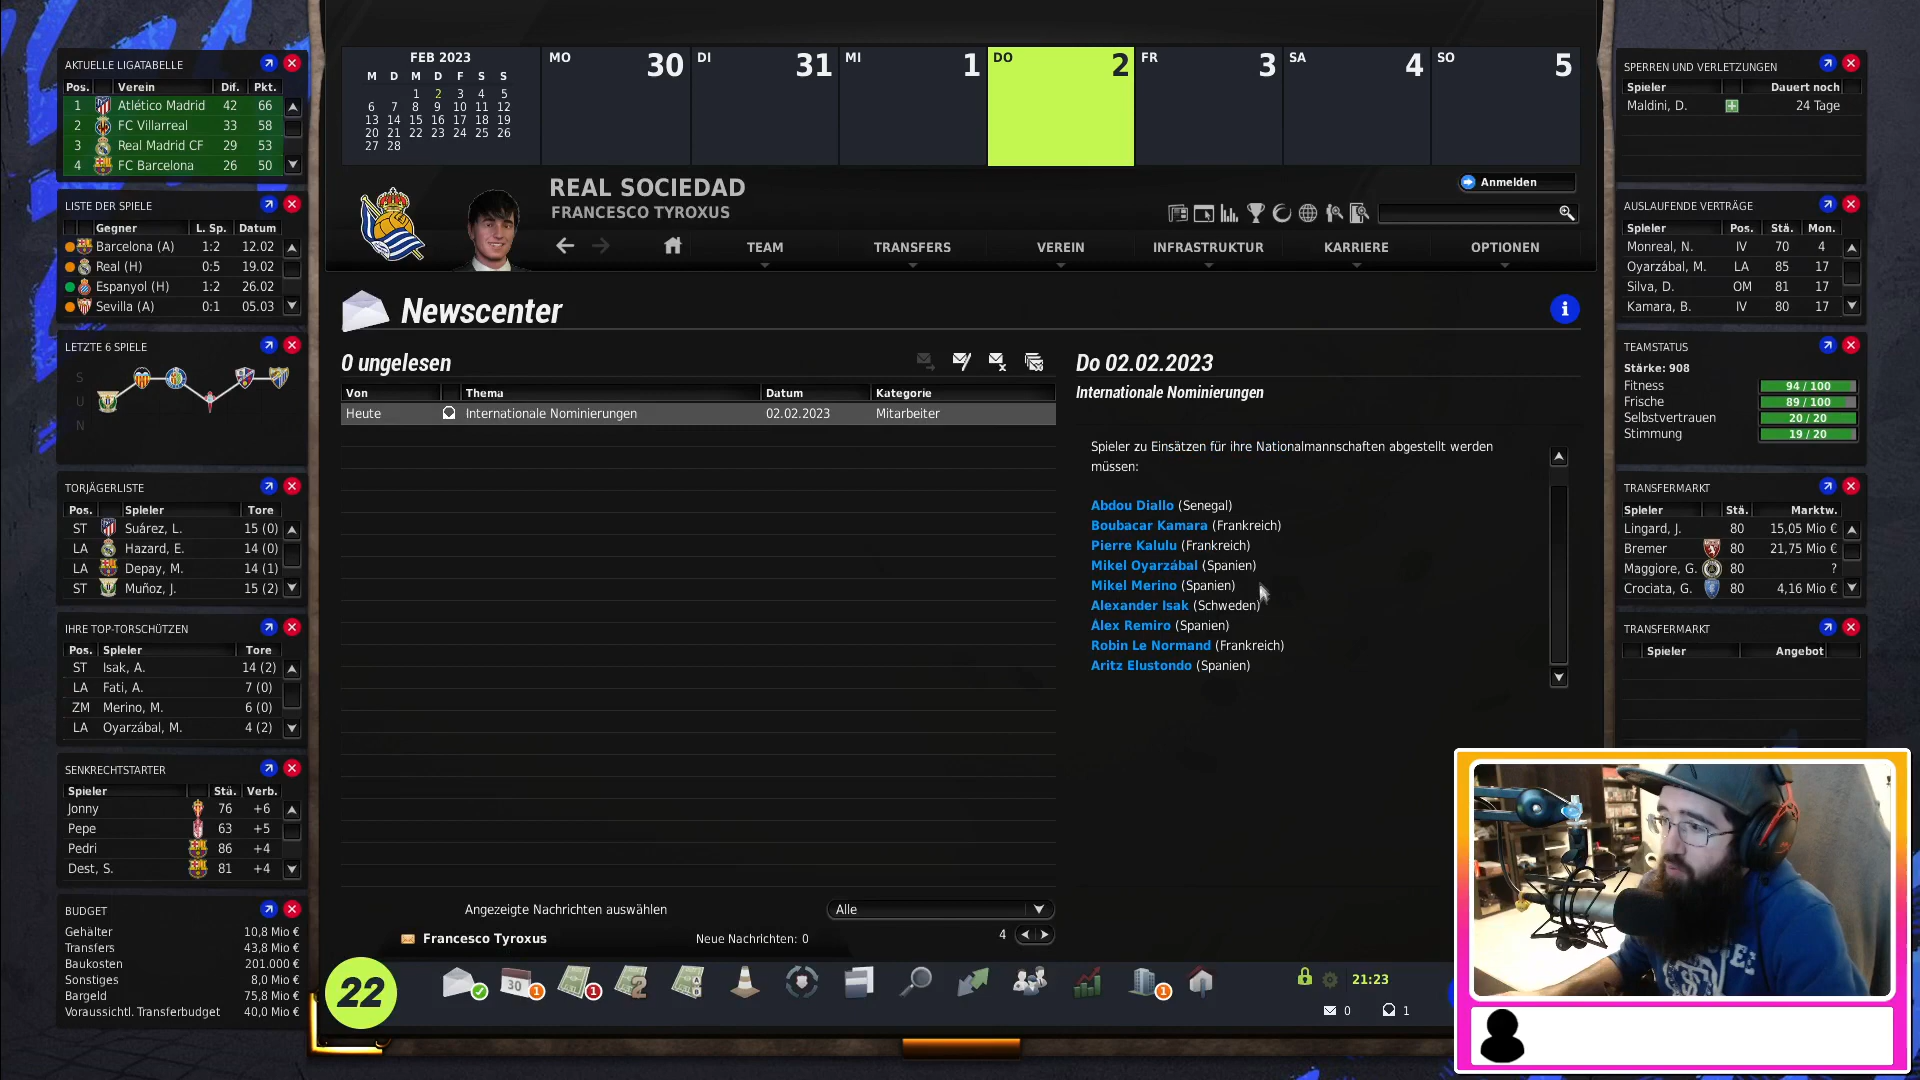 AKTUELLE LIGATABELLE
Pos. Verein Dif. Pkt.
1 Atlético Madrid 42 66
2 FC Villarreal 33 58
3 Real Madrid CF 29 53
4 FC Barcelona 26 50
LISTE DER SPIELE
Gegner L. Sp. Datum
Barcelona (A) 1:2 12.02
Real (H) 0:5 19.02
Espanyol (H) 1:2 26.02
Sevilla (A) 0:1 05.03
LETZTE 6 SPIELE
S
U
N
TORJÄGERLISTE
Pos. Spieler Tore
ST Suárez, L. 15 (0)
LA Hazard, E. 14 (0)
LA Depay, M. 14 (1)
ST Muñoz, J. 15 (2)
IHRE TOP-TORSCHÜTZEN
Pos. Spieler Tore
ST Isak, A. 14 (2)
LA Fati, A. 7 (0)
ZM Merino, M. 6 (0)
LA Oyarzábal, M. 4 (2)
SENKRECHTSTARTER
Spieler Stä. Verb.
Jonny 76 +6
Pepe 63 +5
Pedri 86 +4
Dest, S. 81 +4
BUDGET
Gehälter 10,8 Mio €
Transfers 43,8 Mio €
Baukosten 201.000 €
Sonstiges 8,0 Mio €
Bargeld 75,8 Mio €
Voraussichtl. Transferbudget 40,0 Mio €
FEB 2023
M D M D F S S
1 2 3 4 5
6 7 8 9 10 11 12
13 14 15 16 17 18 19
20 21 22 23 24 25 26
27 28
MO 30 DI 31 MI 1 DO 2 FR 3 SA 4 SO 5
REAL SOCIEDAD
FRANCESCO TYROXUS
Anmelden
TEAM TRANSFERS VEREIN INFRASTRUKTUR KARRIERE OPTIONEN
Newscenter
i
0 ungelesen
Von Thema Datum Kategorie
Heute Internationale Nominierungen 02.02.2023 Mitarbeiter
Do 02.02.2023
Internationale Nominierungen
Spieler zu Einsätzen für ihre Nationalmannschaften abgestellt werden
müssen:
Abdou Diallo (Senegal)
Boubacar Kamara (Frankreich)
Pierre Kalulu (Frankreich)
Mikel Oyarzábal (Spanien)
Mikel Merino (Spanien)
Alexander Isak (Schweden)
Álex Remiro (Spanien)
Robin Le Normand (Frankreich)
Aritz Elustondo (Spanien)
Angezeigte Nachrichten auswählen Alle
Francesco Tyroxus Neue Nachrichten: 0 4
22
30 1 1 2 1
21:23
0 1
SPERREN UND VERLETZUNGEN
Spieler Dauert noch
Maldini, D. 24 Tage
AUSLAUFENDE VERTRÄGE
Spieler Pos. Stä. Mon.
Monreal, N. IV 70 4
Oyarzábal, M. LA 85 17
Silva, D. OM 81 17
Kamara, B. IV 80 17
TEAMSTATUS
Stärke: 908
Fitness 94 / 100
Frische 89 / 100
Selbstvertrauen 20 / 20
Stimmung 19 / 20
TRANSFERMARKT
Spieler Stä. Marktw.
Lingard, J. 80 15,05 Mio €
Bremer 80 21,75 Mio €
Maggiore, G. 80 ?
Crociata, G. 80 4,16 Mio €
TRANSFERMARKT
Spieler Angebot